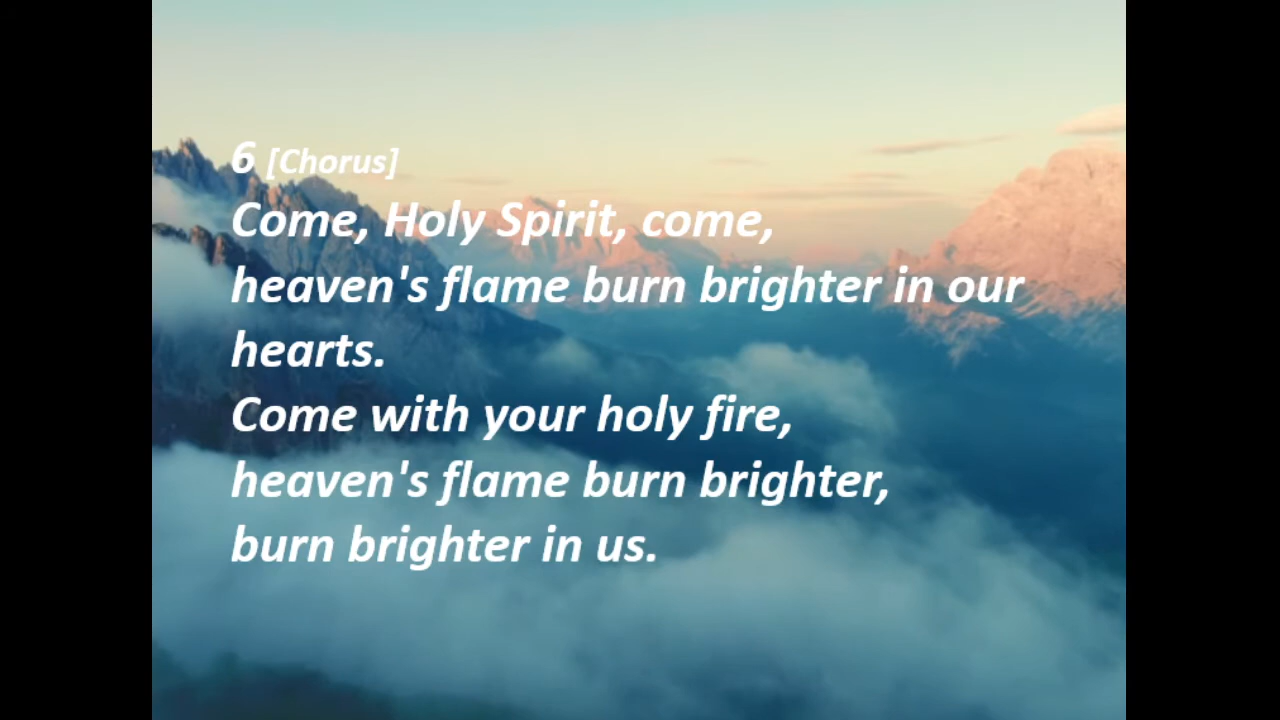 6 [Chorus]
Come, Holy Spirit, come,
heaven's flame burn brighter in our
hearts.
Come with your holy fire,
heaven's flame burn brighter,
burn brighter in us.